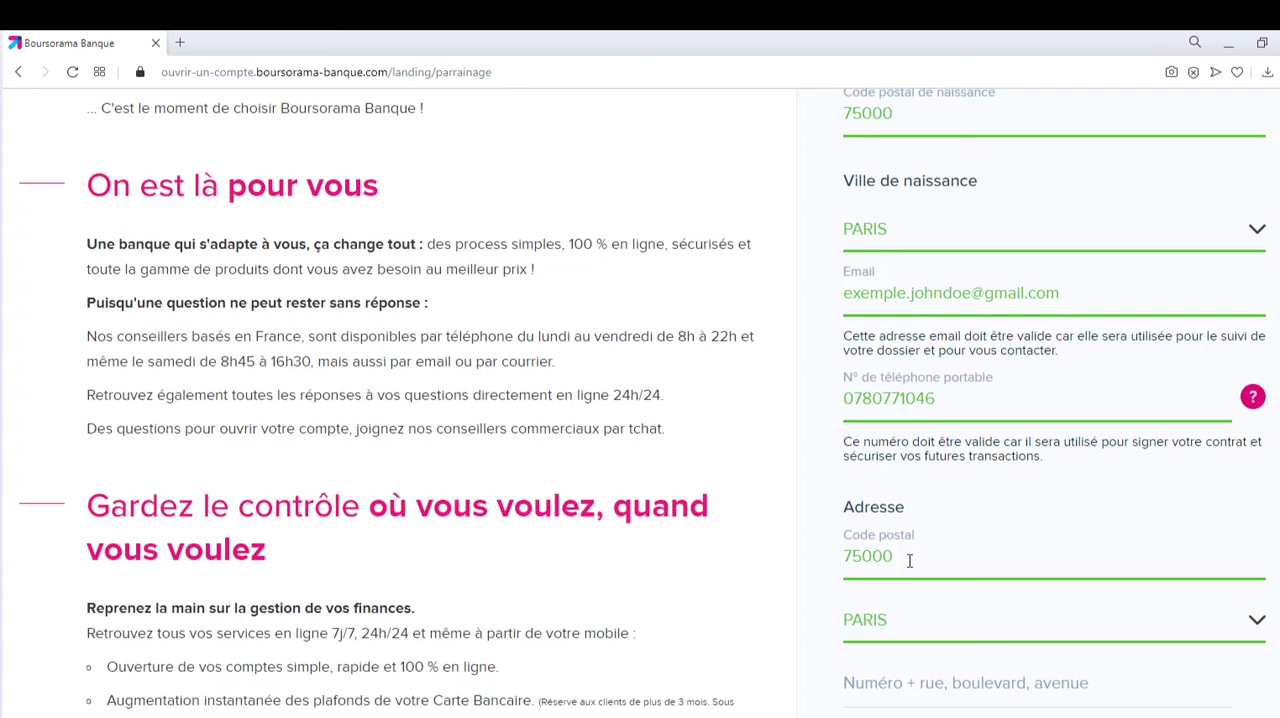 Boursorama Banque
ouvrir-un-compte.boursorama-banque.com/landing/parrainage
... C'est le moment de choisir Boursorama Banque !
On est là pour vous
Une banque qui s'adapte à vous, ça change tout : des process simples, 100 % en ligne, sécurisés et
toute la gamme de produits dont vous avez besoin au meilleur prix !
Puisqu'une question ne peut rester sans réponse :
Nos conseillers basés en France, sont disponibles par téléphone du lundi au vendredi de 8h à 22h et
même le samedi de 8h45 à 16h30, mais aussi par email ou par courrier.
Retrouvez également toutes les réponses à vos questions directement en ligne 24h/24.
Des questions pour ouvrir votre compte, joignez nos conseillers commerciaux par tchat.
Gardez le contrôle où vous voulez, quand
vous voulez
Reprenez la main sur la gestion de vos finances.
Retrouvez tous vos services en ligne 7j/7, 24h/24 et même à partir de votre mobile :
Ouverture de vos comptes simple, rapide et 100 % en ligne.
Augmentation instantanée des plafonds de votre Carte Bancaire. (Réservé aux clients de plus de 3 mois. Sous
Code postal de naissance
75000
Ville de naissance
PARIS
Email
exemple.johndoe@gmail.com
Cette adresse email doit être valide car elle sera utilisée pour le suivi de
votre dossier et pour vous contacter.
N° de téléphone portable
0780771046
?
Ce numéro doit être valide car il sera utilisé pour signer votre contrat et
sécuriser vos futures transactions.
Adresse
Code postal
75000
PARIS
Numéro + rue, boulevard, avenue